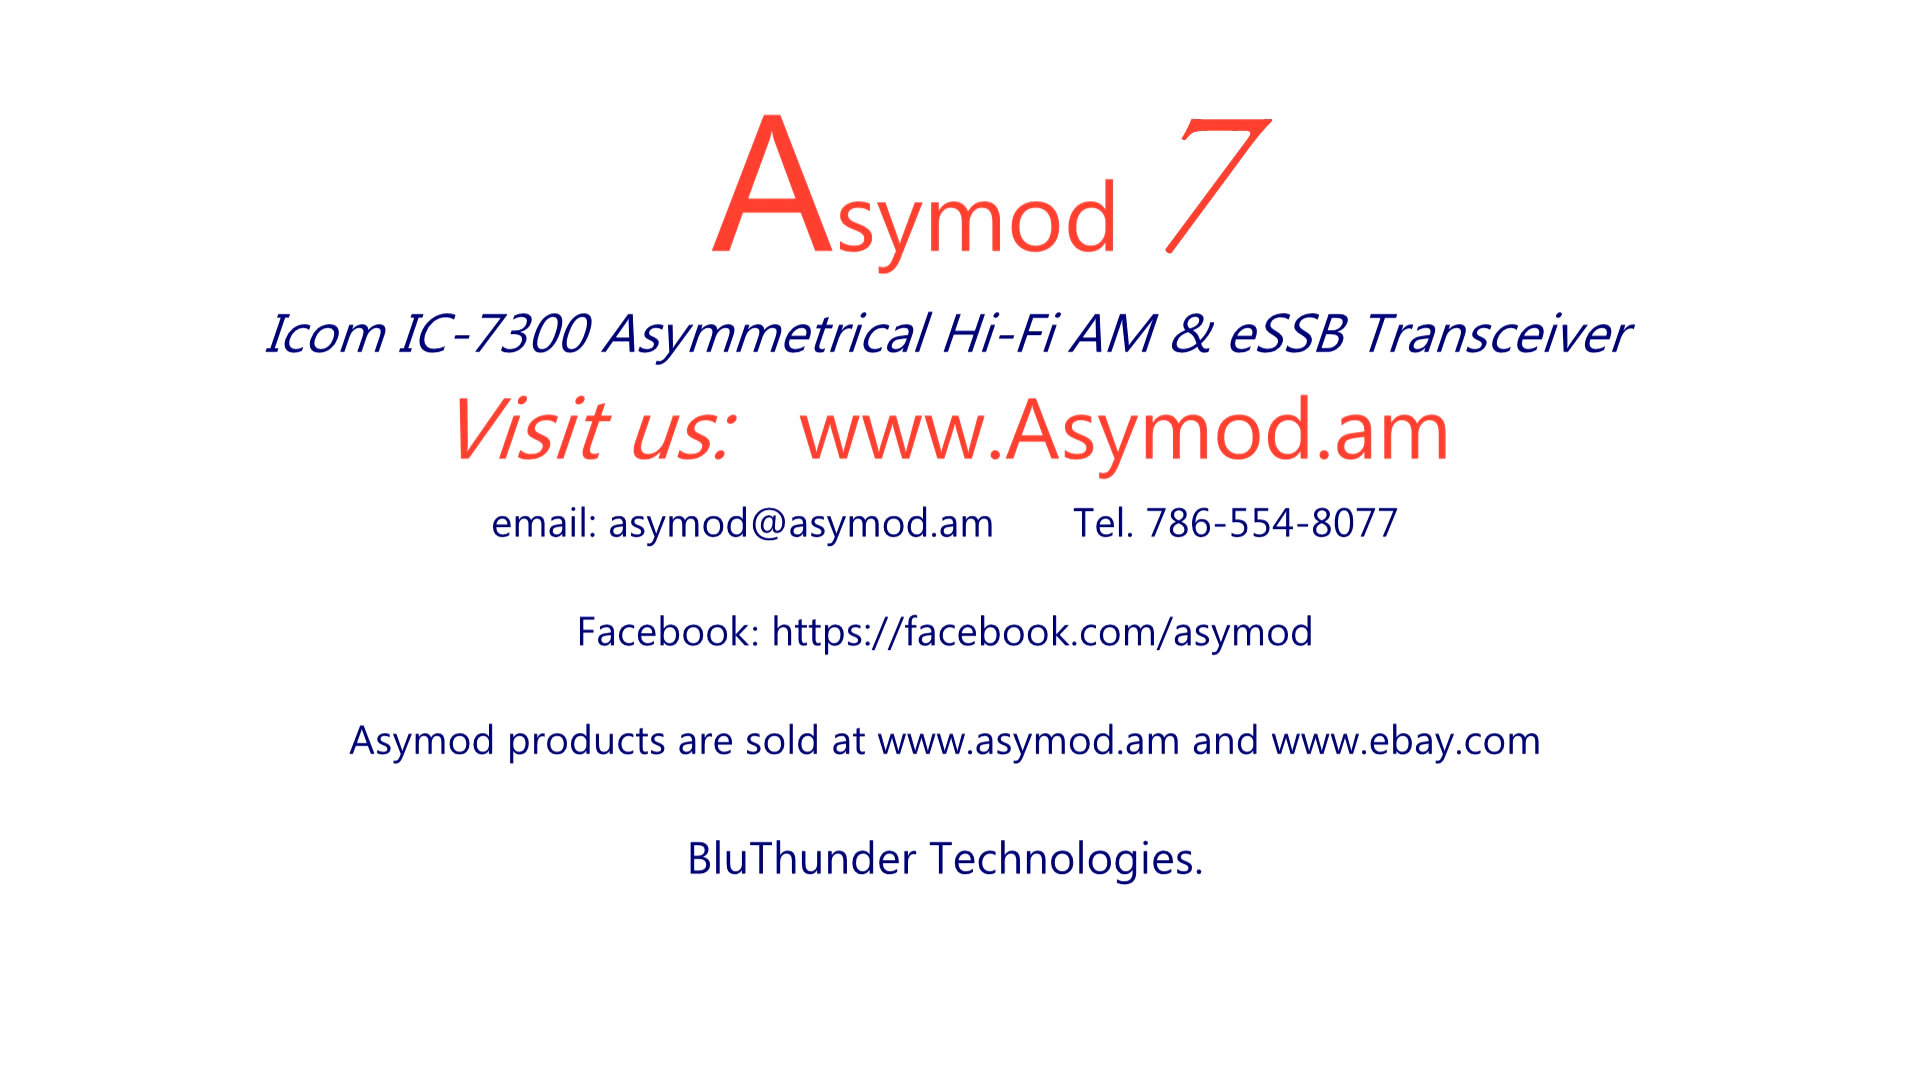 Asymod 7
Icom IC-7300 Asymmetrical Hi-Fi AM & eSSB Transceiver
Visit us: www.Asymod.am
email: asymod@asymod.am Tel. 786-554-8077
Facebook: https://facebook.com/asymod
Asymod products are sold at www.asymod.am and www.ebay.com
BluThunder Technologies.